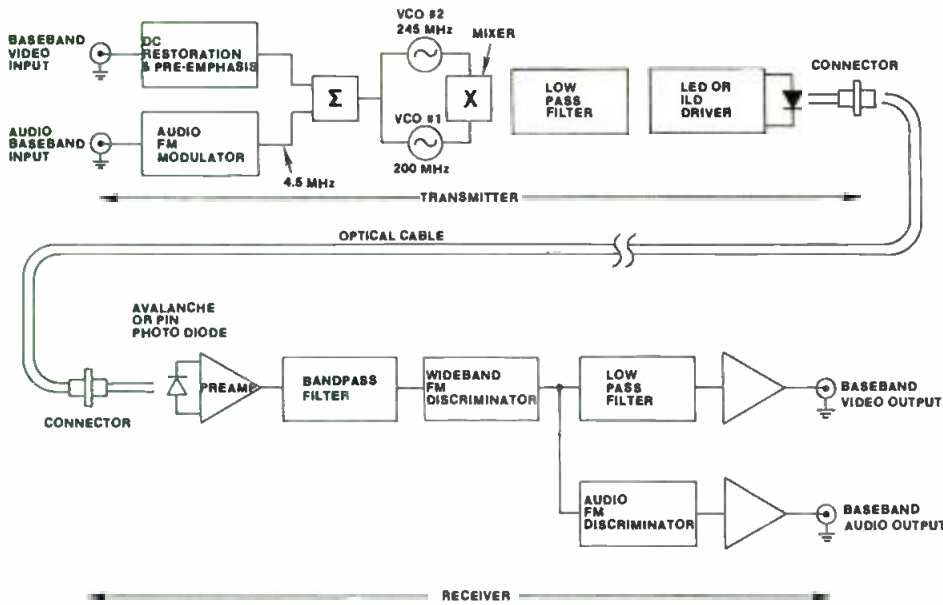 BASEBAND
VIDEO
INPUT
DC
RESTORATION
& PRE-EMPHASIS
VCO #2
245 MHz
MIXER
Σ
X
LOW
PASS
FILTER
LED OR
ILD
DRIVER
CONNECTOR
AUDIO
BASEBAND
INPUT
AUDIO
FM
MODULATOR
4.5 MHz
VCO #1
200 MHz
TRANSMITTER
OPTICAL CABLE
AVALANCHE
OR PIN
PHOTO DIODE
CONNECTOR
PREAMP
BANDPASS
FILTER
WIDEBAND
FM
DISCRIMINATOR
LOW
PASS
FILTER
BASEBAND
VIDEO OUTPUT
AUDIO
FM
DISCRIMINATOR
BASEBAND
AUDIO OUTPUT
RECEIVER